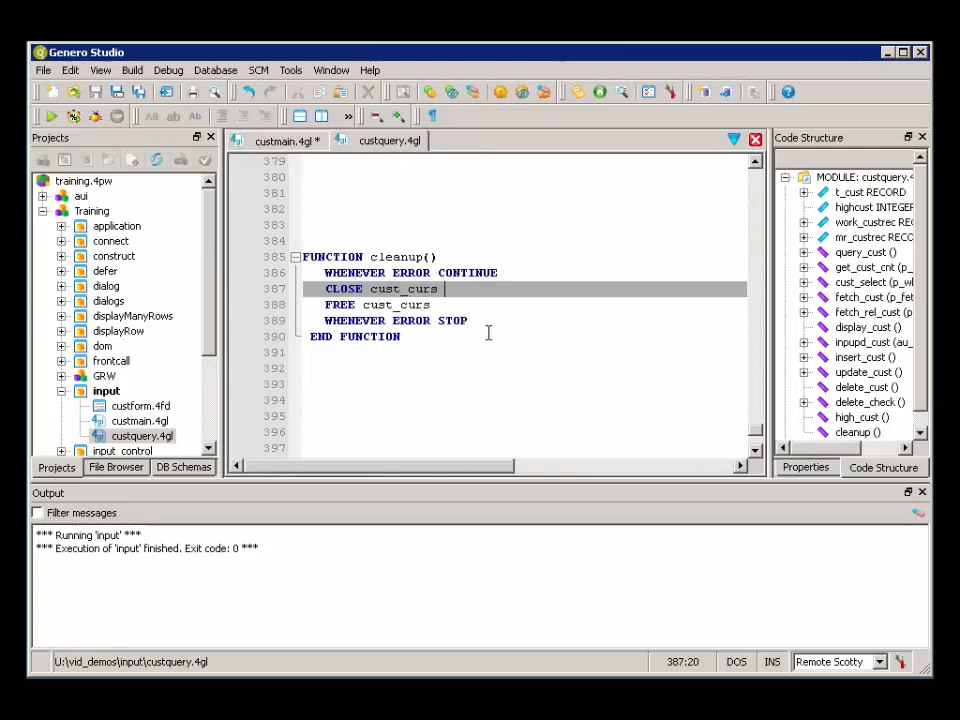 Genero Studio
File Edit View Build Debug Database SCM Tools Window Help
Projects
custmain.4gl * custquery.4gl
Code Structure
training.4pw
aui
Training
application
connect
construct
defer
dialog
dialogs
displayManyRows
displayRow
dom
frontcall
GRW
input
custform.4fd
custmain.4gl
custquery.4gl
input_control
Projects File Browser DB Schemas
379
380
381
382
383
384
385 FUNCTION cleanup()
386 WHENEVER ERROR CONTINUE
387 CLOSE cust_curs
388 FREE cust_curs
389 WHENEVER ERROR STOP
390 END FUNCTION
391
392
393
394
395
396
397
MODULE: custquery.4
t_cust RECORD
highcust INTEGER
work_custrec REC
mr_custrec RECO
query_cust ()
get_cust_cnt (p_
cust_select (p_w
fetch_cust (p_fet
fetch_rel_cust (p
display_cust ()
inpupd_cust (au_
insert_cust ()
update_cust ()
delete_cust ()
delete_check ()
high_cust ()
cleanup ()
Properties Code Structure
Output
Filter messages
*** Running 'input' ***
*** Execution of 'input' finished. Exit code: 0 ***
U:\vid_demos\input\custquery.4gl 387:20 DOS INS Remote Scotty